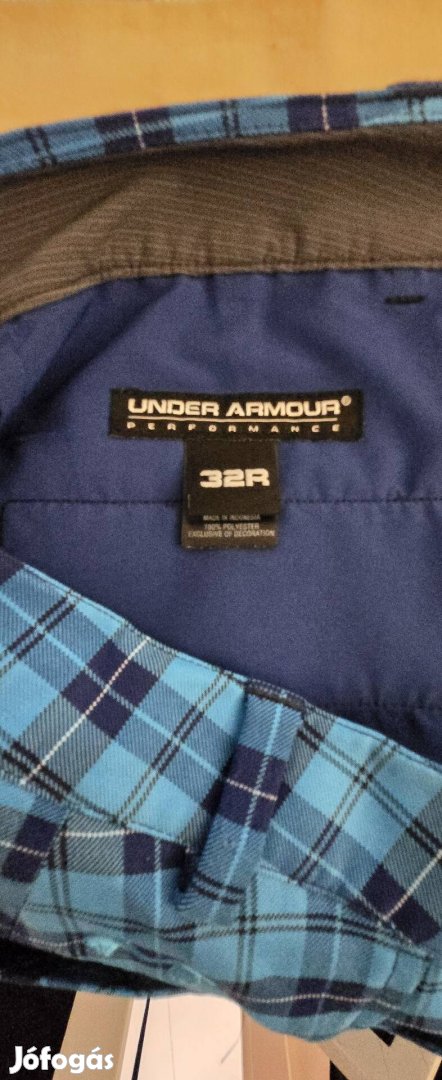 UNDER ARMOUR®
PERFORMANCE
32R
MADE IN INDONESIA
100% POLYESTER
EXCLUSIVE OF DECORATION
Jófogás